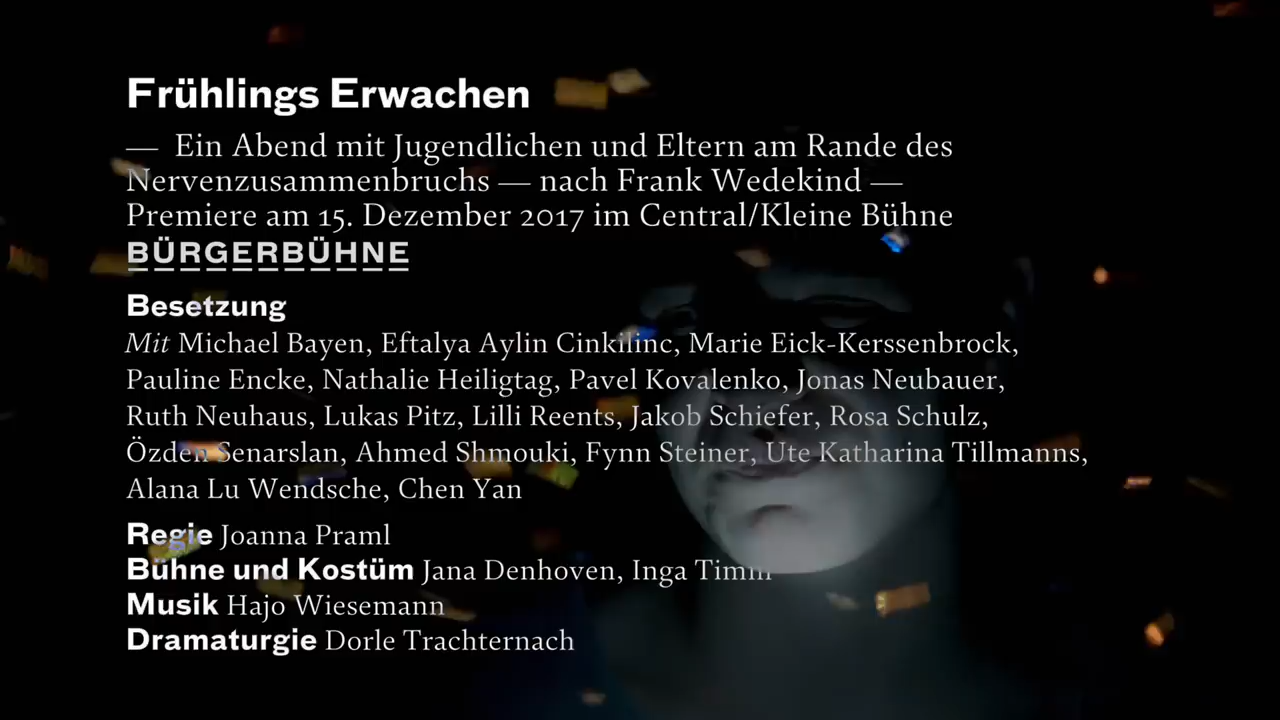 Frühlings Erwachen
— Ein Abend mit Jugendlichen und Eltern am Rande des
Nervenzusammenbruchs — nach Frank Wedekind —
Premiere am 15. Dezember 2017 im Central/Kleine Bühne
BÜRGERBÜHNE
Besetzung
Mit Michael Bayen, Eftalya Aylin Cinkilinc, Marie Eick-Kerssenbrock,
Pauline Encke, Nathalie Heiligtag, Pavel Kovalenko, Jonas Neubauer,
Ruth Neuhaus, Lukas Pitz, Lilli Reents, Jakob Schiefer, Rosa Schulz,
Özden Senarslan, Ahmed Shmouki, Fynn Steiner, Ute Katharina Tillmanns,
Alana Lu Wendsche, Chen Yan
Regie Joanna Praml
Bühne und Kostüm Jana Denhoven, Inga Timm
Musik Hajo Wiesemann
Dramaturgie Dorle Trachternach